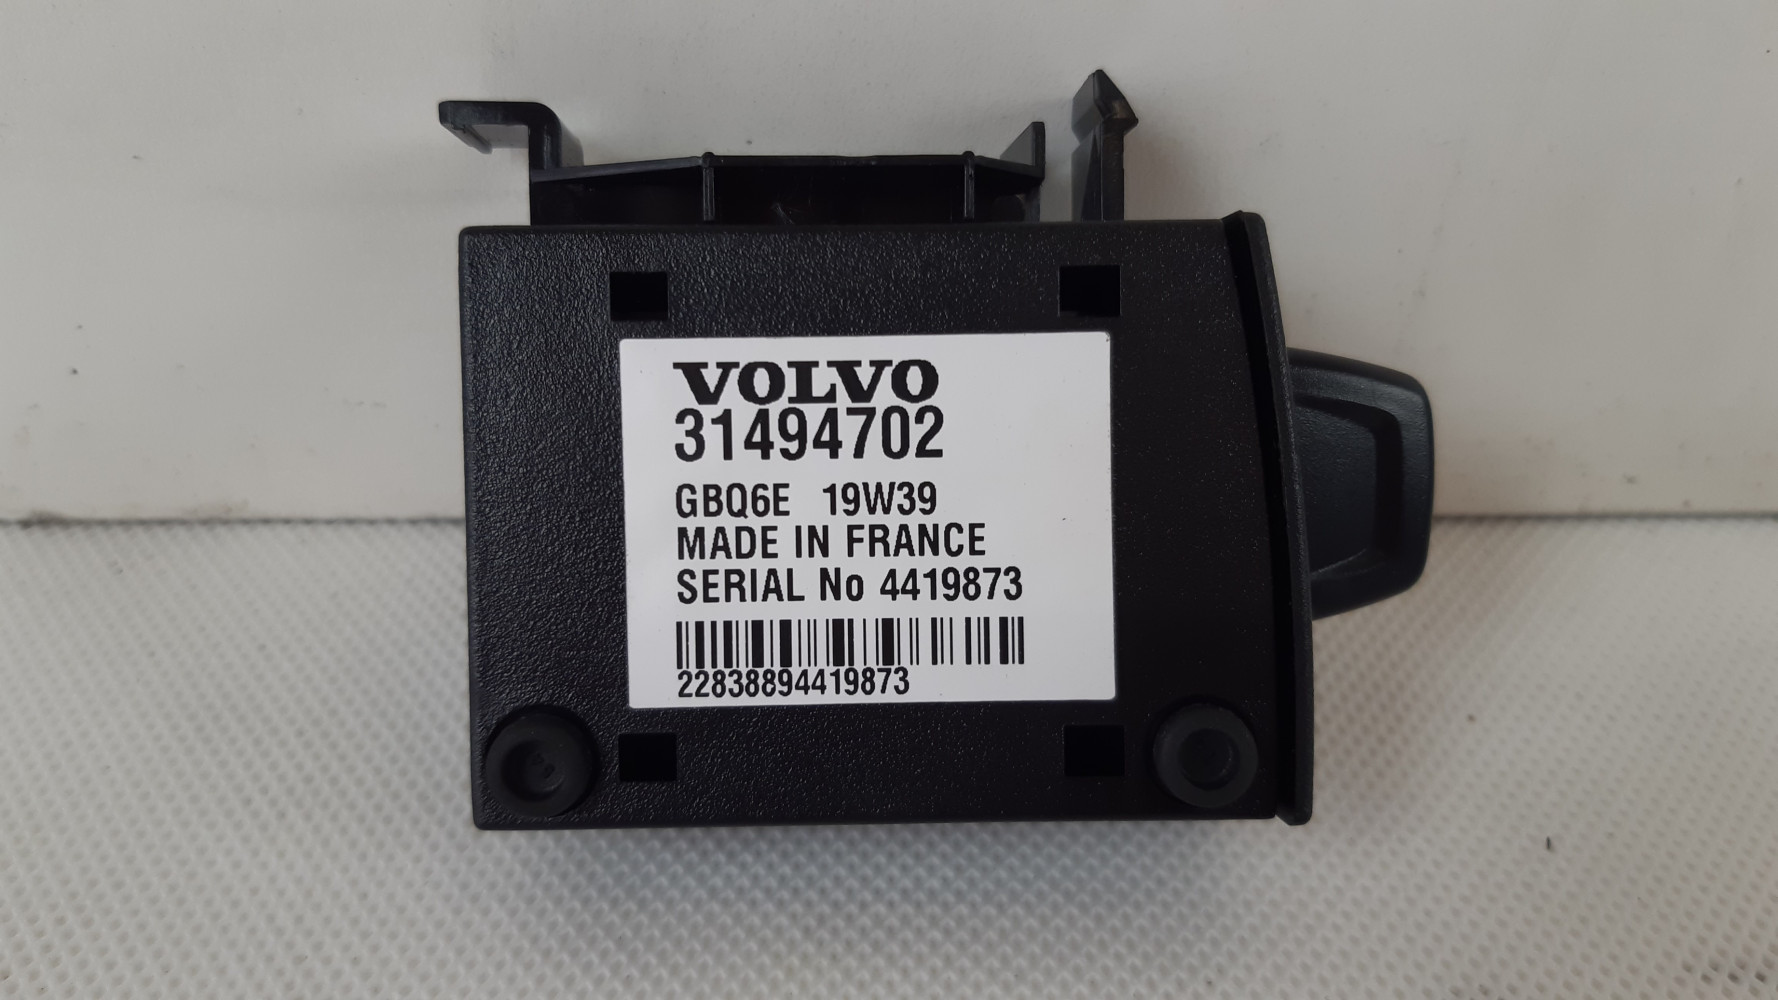 VOLVO
31494702
GBQ6E 19W39
MADE IN FRANCE
SERIAL No 4419873
22838894419873